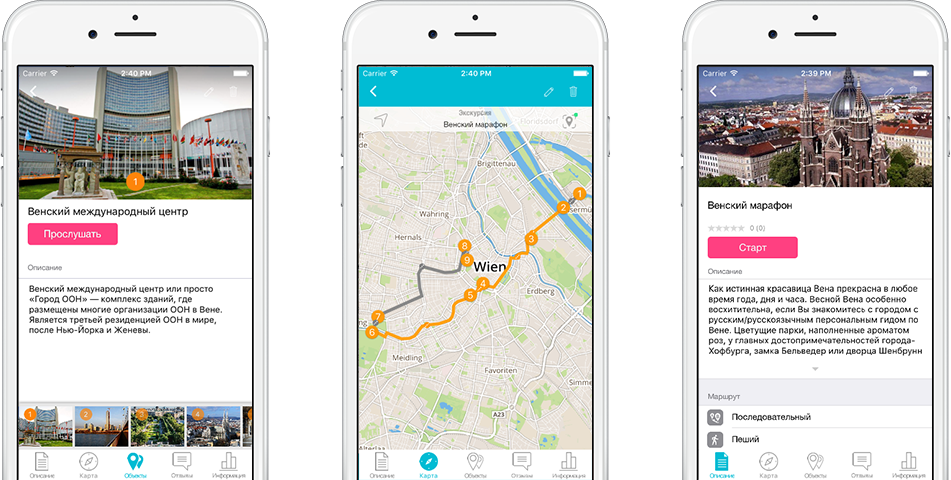 Carrier 2:40 PM
1
Венский международный центр
Прослушать
Описание
Венский международный центр или просто
«Город ООН» — комплекс зданий, где
размещены многие организации ООН в Вене.
Является третьей резиденцией ООН в мире,
после Нью-Йорка и Женевы.
1 2 3 4
Описание Карта Объекты Отзывы Информация
Carrier 2:40 PM
Экскурсия
Венский марафон
Floridsdorf
Brigittenau
1
2
Währing
3
Hernals
8
9
Wien
4
5
Erdberg
7
6
Meidling
Favoriten
Simme
A23
Описание Карта Объекты Отзывы Информация
Carrier 2:39 PM
Венский марафон
0 (0)
Старт
Описание
Как истинная красавица Вена прекрасна в любое
время года, дня и часа. Весной Вена особенно
восхитительна, если Вы знакомитесь с городом с
русским/русскоязычным персональным гидом по
Вене. Цветущие парки, наполненные ароматом
роз, у главных достопримечательностей города-
Хофбурга, замка Бельведер или дворца Шенбрунн
Маршрут
Последовательный
Пеший
Описание Карта Объекты Отзывы Информация